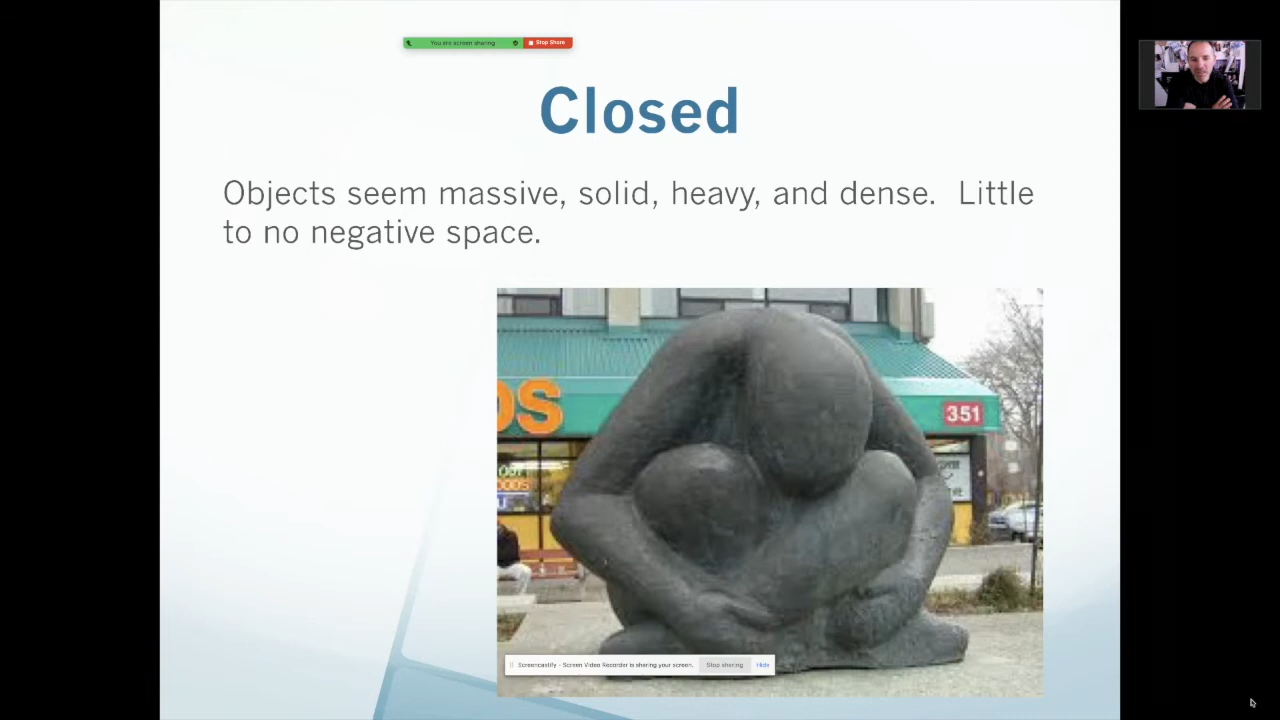 You are screen sharing
Stop Share
Closed
Objects seem massive, solid, heavy, and dense. Little
to no negative space.
OS
351
Screencastify - Screen Video Recorder is sharing your screen.
Stop sharing
Hide